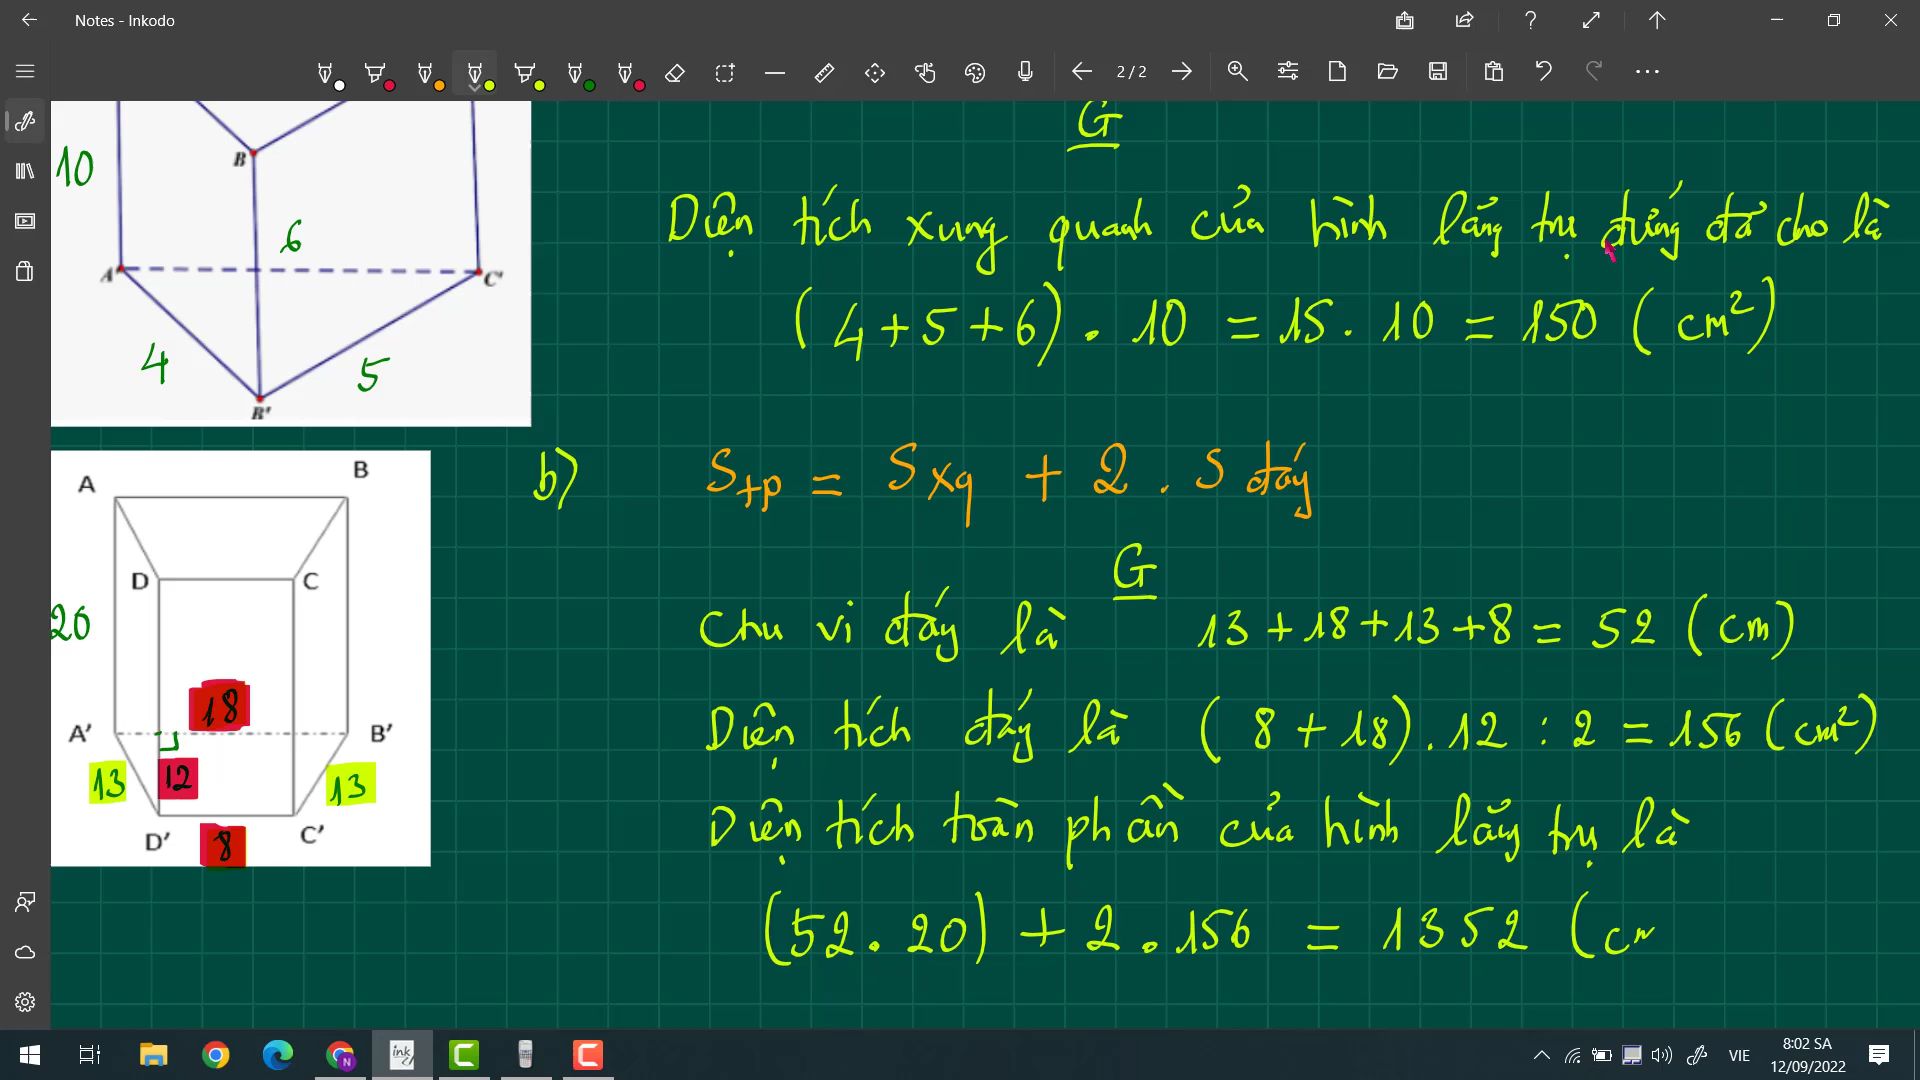 Notes - Inkodo
2 / 2
G
10
B
6
Diện tích xung quanh của hình lăng trụ đứng đã cho là
A'
C'
(4 + 5 + 6) . 10 = 15 . 10 = 150 (cm²)
4
5
B'
b)
Stp = Sxq + 2 . S đáy
A
B
G
D
C
20
Chu vi đáy là 13 + 18 + 13 + 8 = 52 (cm)
18
Diện tích đáy là (8 + 18) . 12 : 2 = 156 (cm²)
A'
B'
13
12
13
Diện tích toàn phần của hình lăng trụ là
D'
8
C'
(52 . 20) + 2 . 156 = 1352 (cm
ink
VIE
8:02 SA
12/09/2022